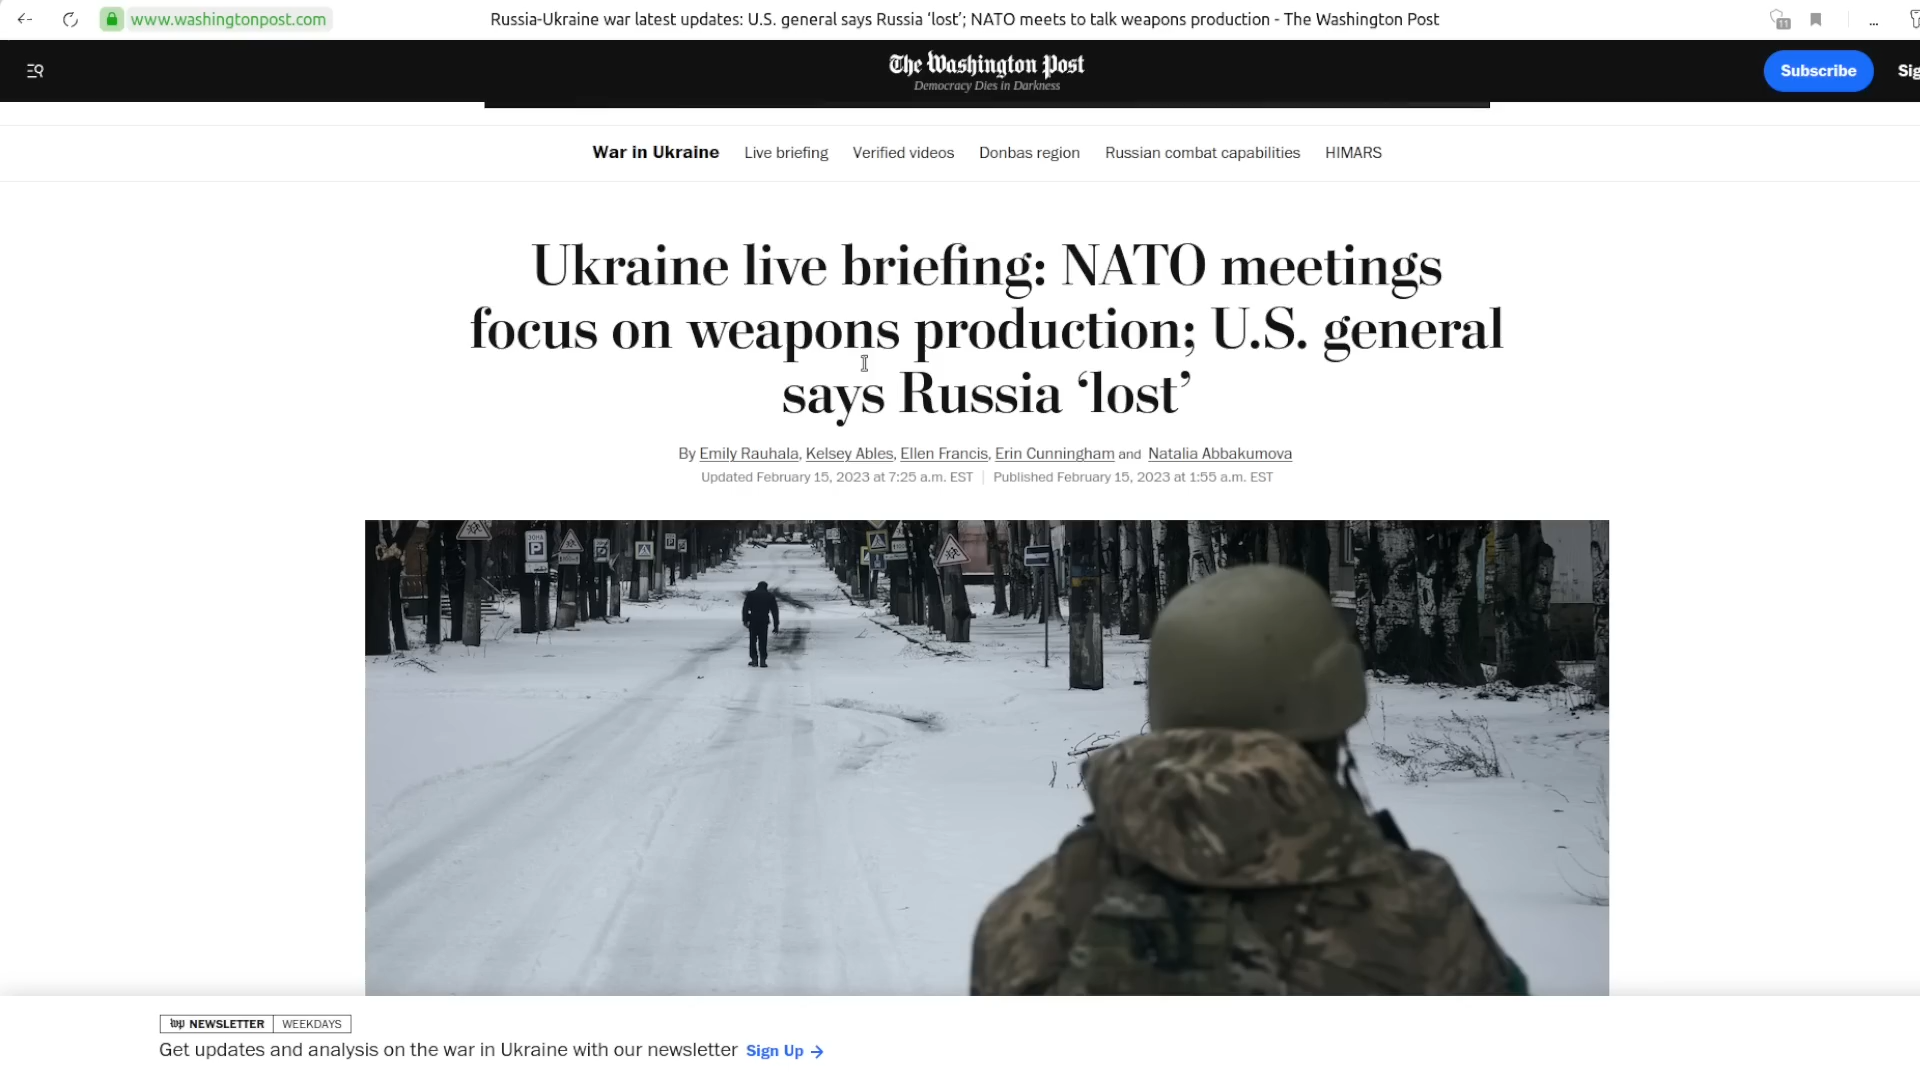 www.washingtonpost.com
Russia-Ukraine war latest updates: U.S. general says Russia ‘lost’; NATO meets to talk weapons production - The Washington Post
11
...
The Washington Post
Democracy Dies in Darkness
Subscribe
Sig
War in Ukraine
Live briefing
Verified videos
Donbas region
Russian combat capabilities
HIMARS
Ukraine live briefing: NATO meetings
focus on weapons production; U.S. general
says Russia ‘lost’
By Emily Rauhala, Kelsey Ables, Ellen Francis, Erin Cunningham and Natalia Abbakumova
Updated February 15, 2023 at 7:25 a.m. EST | Published February 15, 2023 at 1:55 a.m. EST
ЗОНА
P
wp NEWSLETTER WEEKDAYS
Get updates and analysis on the war in Ukraine with our newsletter Sign Up →